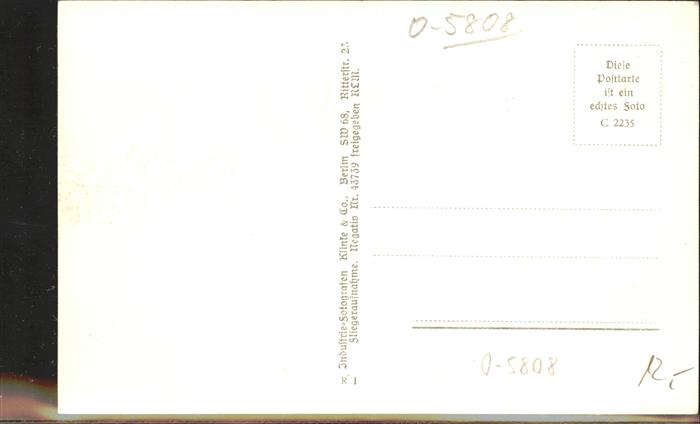 0-5808
Diese
Postkarte
ist ein
echtes Foto
C 2235
Industrie-Fotografen Klinke & Co., Berlin SW 68, Ritterstr. 23
Fliegeraufnahme. Negativ Nr. 43739 freigegeben RLM.
R I
0-5808
12,-